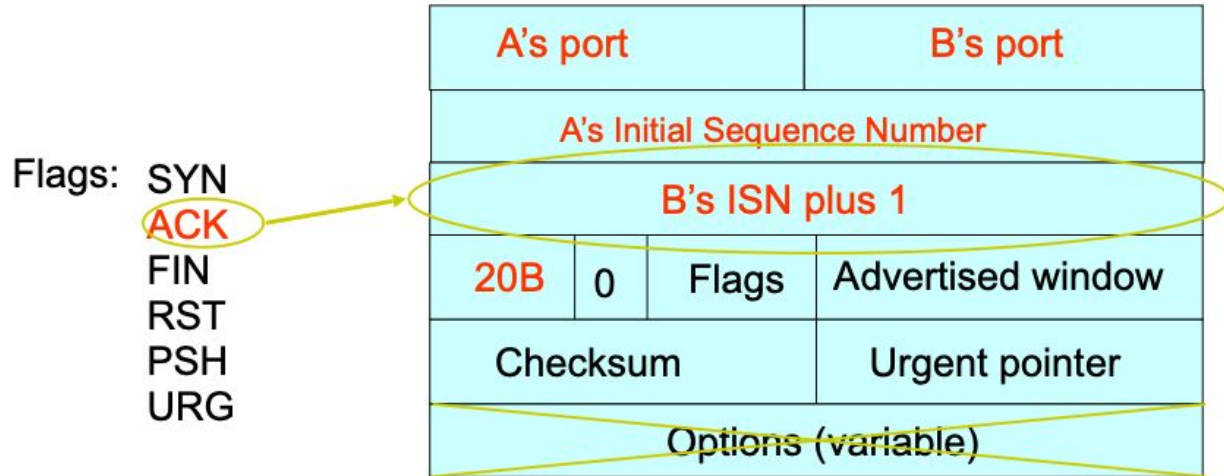 A's port
B's port
A's Initial Sequence Number
Flags:
SYN
ACK
FIN
RST
PSH
URG
B's ISN plus 1
20B
0
Flags
Advertised window
Checksum
Urgent pointer
Options (variable)